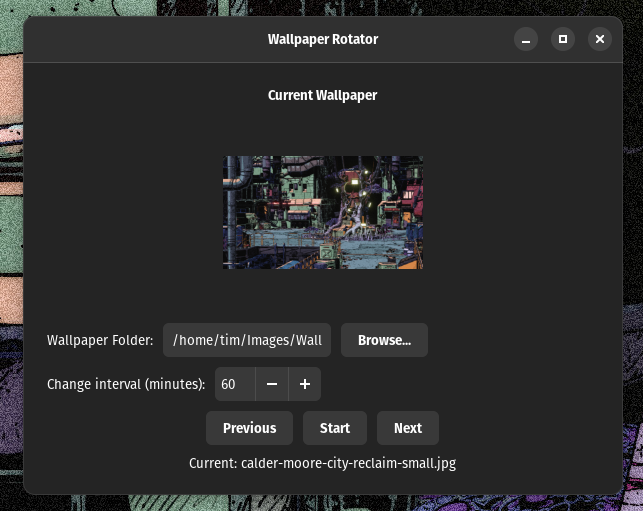 Wallpaper Rotator
Current Wallpaper
Wallpaper Folder: /home/tim/Images/Wall Browse...
Change interval (minutes): 60 − +
Previous Start Next
Current: calder-moore-city-reclaim-small.jpg